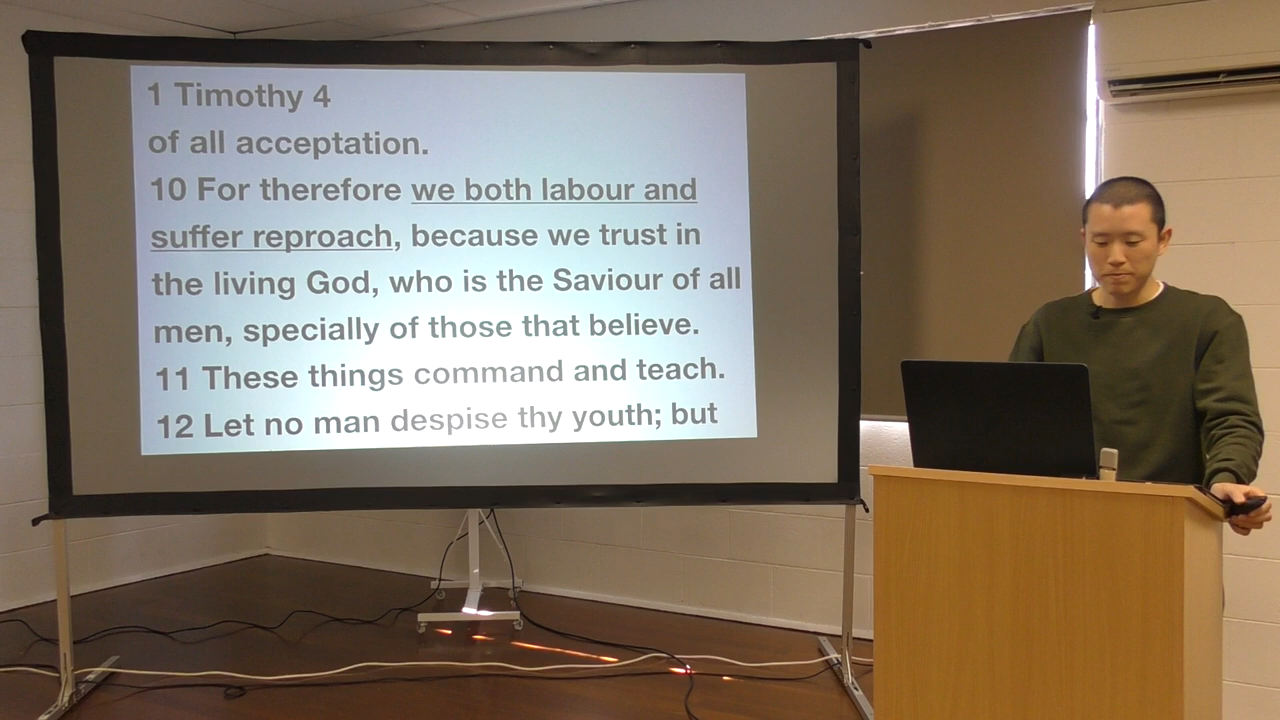 1 Timothy 4
of all acceptation.
10 For therefore we both labour and
suffer reproach, because we trust in
the living God, who is the Saviour of all
men, specially of those that believe.
11 These things command and teach.
12 Let no man despise thy youth; but